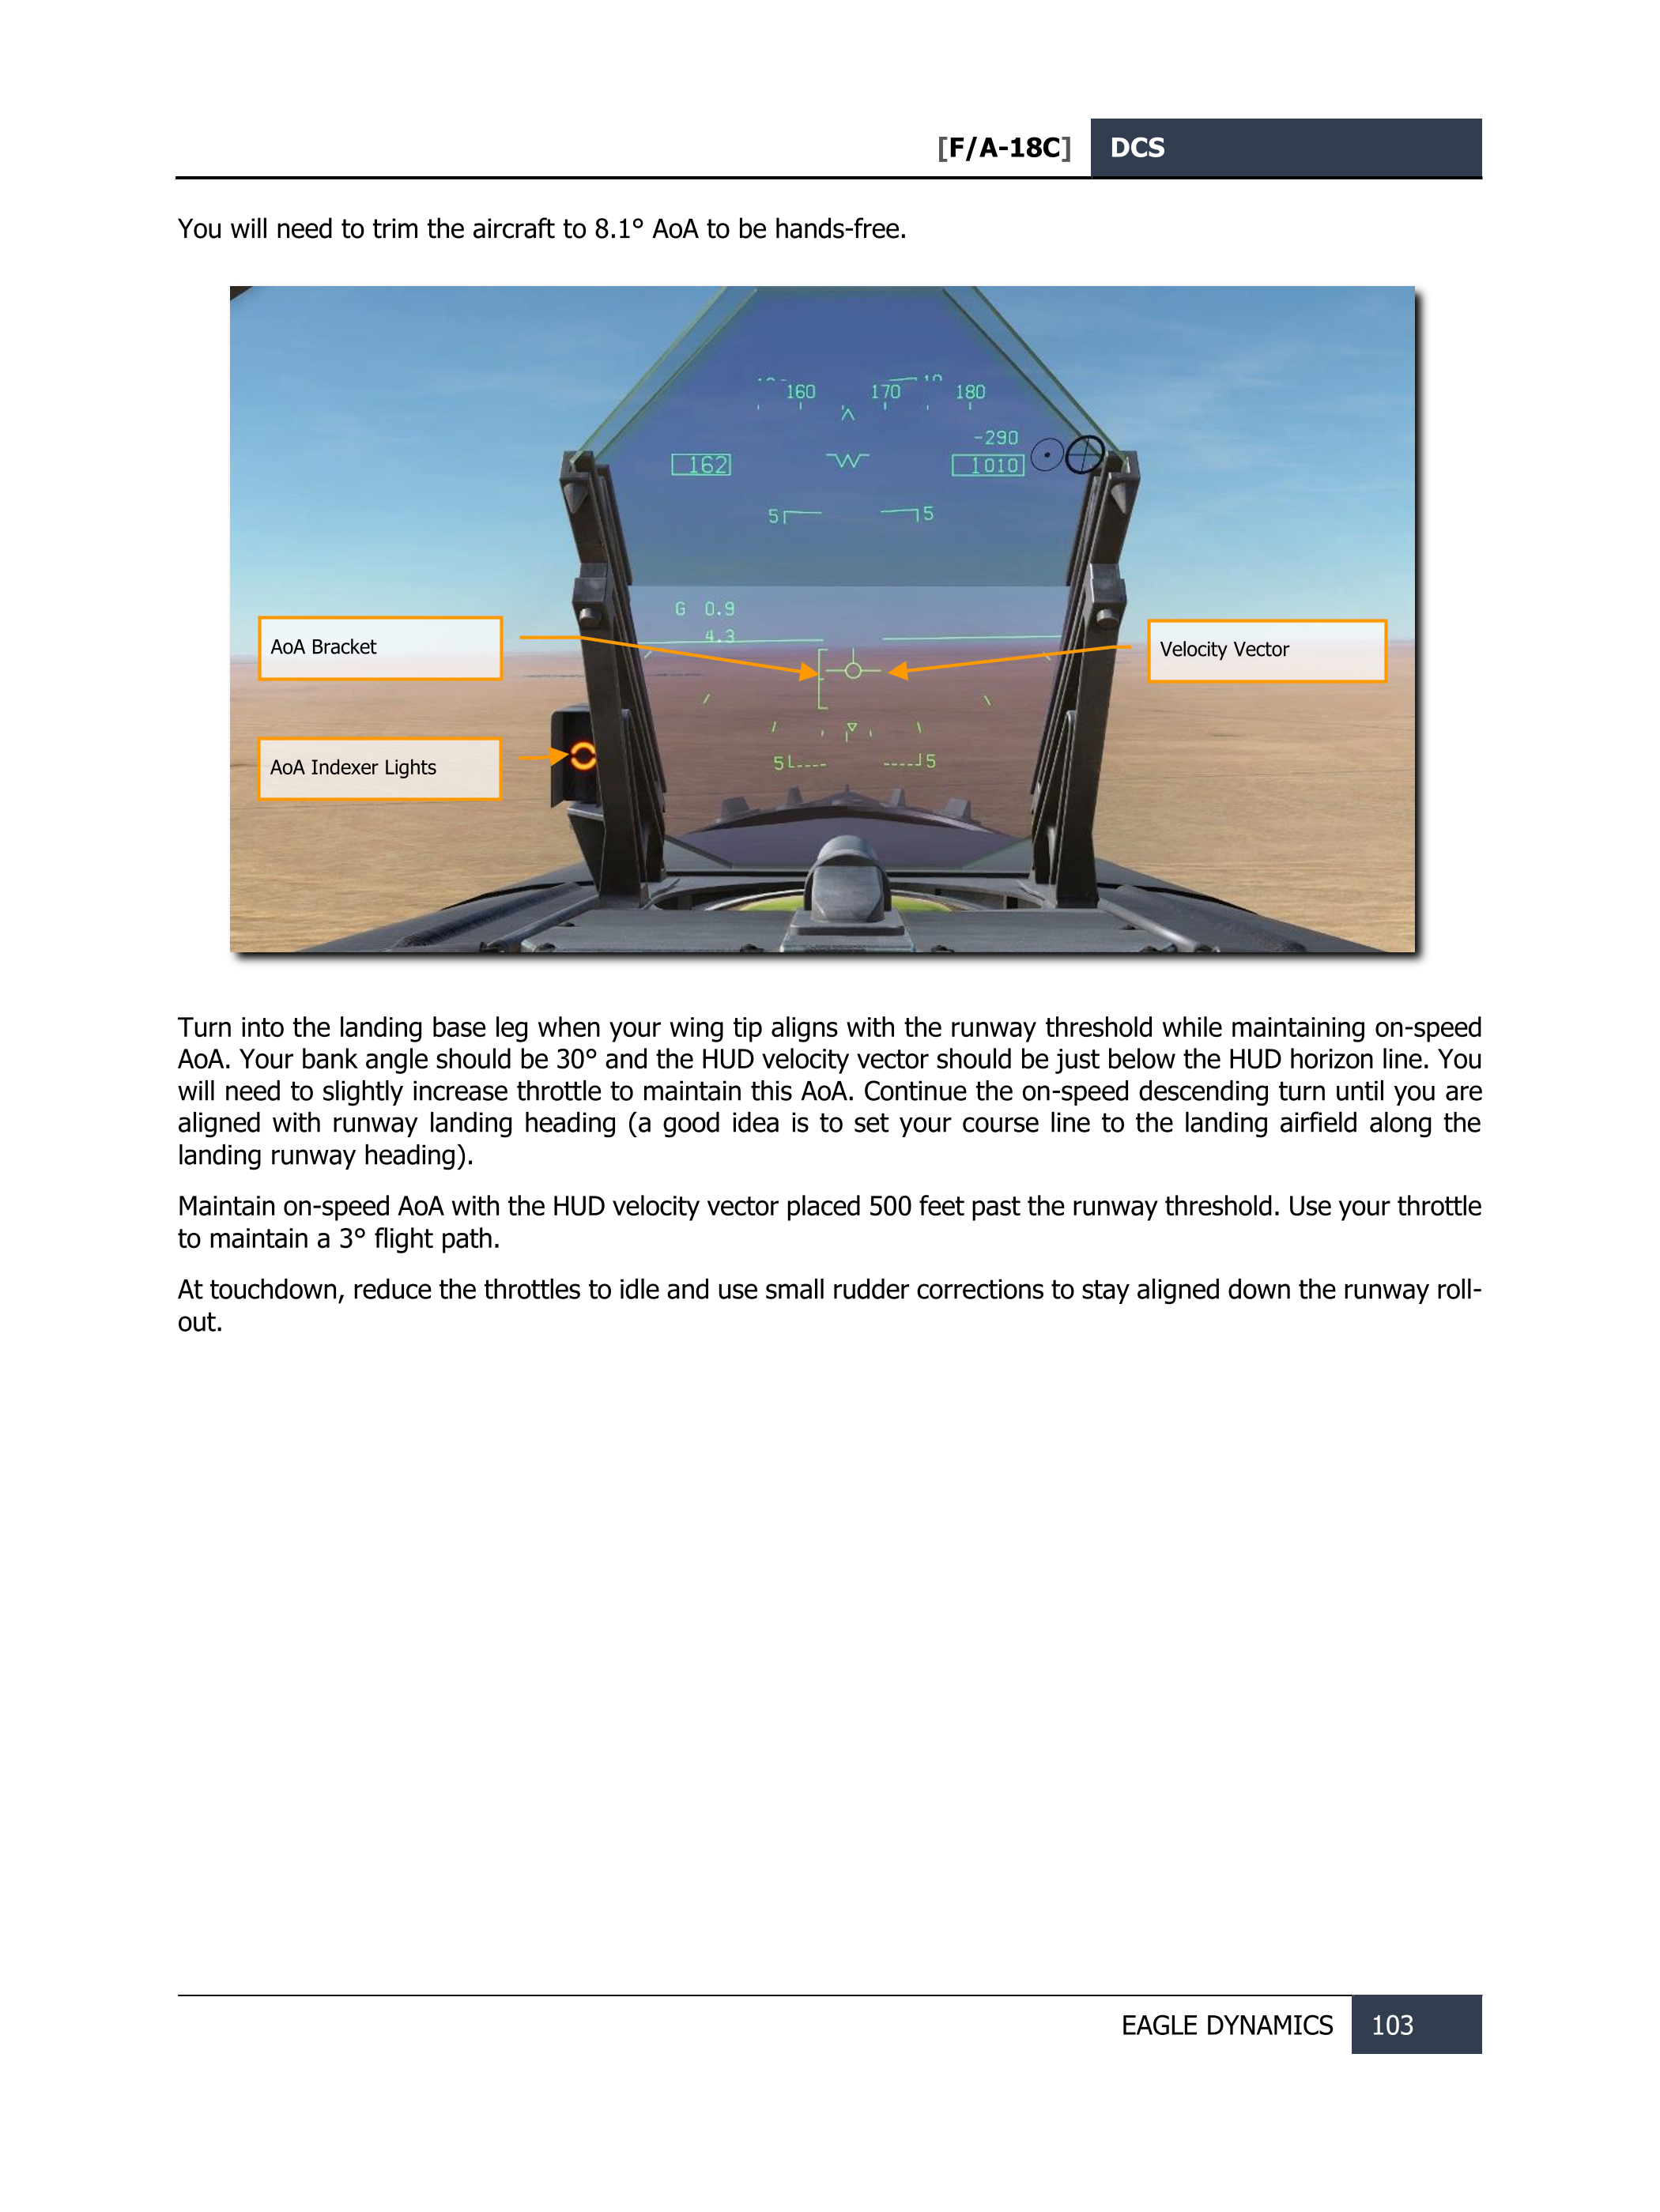 [F/A-18C] DCS
You will need to trim the aircraft to 8.1° AoA to be hands-free.
160 170 10 180
-290
162 1010
5 5
G 0.9
4.3
AoA Bracket
Velocity Vector
5 5
AoA Indexer Lights
Turn into the landing base leg when your wing tip aligns with the runway threshold while maintaining on-speed
AoA. Your bank angle should be 30° and the HUD velocity vector should be just below the HUD horizon line. You
will need to slightly increase throttle to maintain this AoA. Continue the on-speed descending turn until you are
aligned with runway landing heading (a good idea is to set your course line to the landing airfield along the
landing runway heading).
Maintain on-speed AoA with the HUD velocity vector placed 500 feet past the runway threshold. Use your throttle
to maintain a 3° flight path.
At touchdown, reduce the throttles to idle and use small rudder corrections to stay aligned down the runway roll-
out.
EAGLE DYNAMICS 103